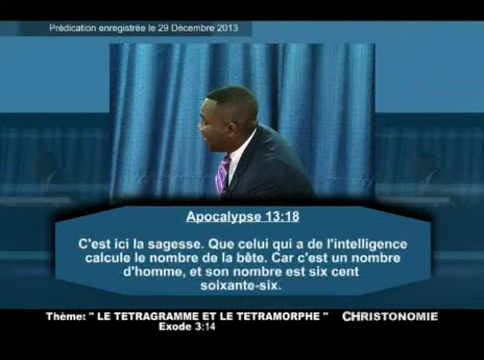 Prédication enregistrée le 29 Décembre 2013
Apocalypse 13:18
C'est ici la sagesse. Que celui qui a de l'intelligence
calcule le nombre de la bête. Car c'est un nombre
d'homme, et son nombre est six cent
soixante-six.
Thème: " LE TETRAGRAMME ET LE TETRAMORPHE " CHRISTONOMIE
Exode 3:14